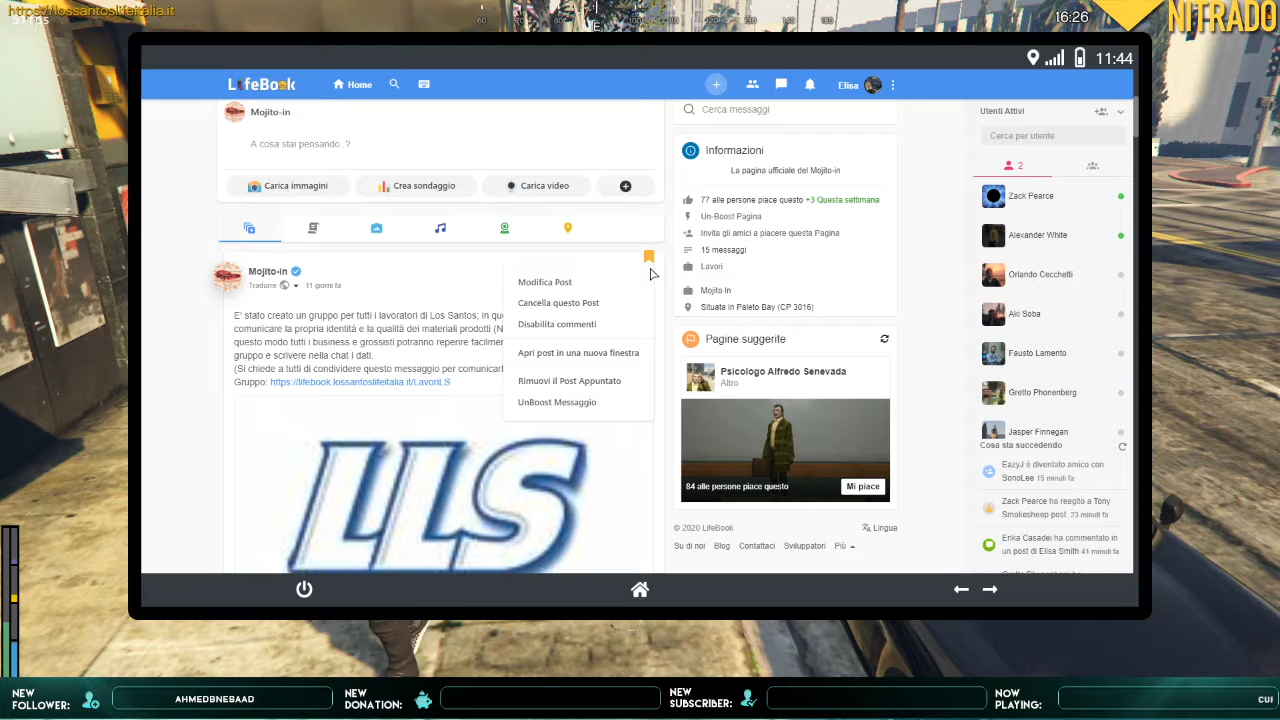 https://lossantoslifeitalia.it
60
E
16:26
NITRADO
11:44
LifeBook
Home
Elisa
Mojito-in
A cosa stai pensando .?
Carica immagini
Crea sondaggio
Carica video
Mojito-in
Tradurre
11 giorni fa
E' stato creato un gruppo per tutti i lavoratori di Los Santos; in
comunicare la propria identità e la qualità dei materiali prodotti
questo modo tutti i business e grossisti potranno reperire
gruppo e scrivere nella chat i dati.
(Si chiede a tutti di condividere questo messaggio per
Gruppo: https://lifebook.lossantoslifeitalia.it/LavoriLS
Modifica Post
Cancella questo Post
Disabilita commenti
Apri post in una nuova finestra
Rimuovi il Post Appuntato
UnBoost Messaggio
LLS
Cerca messaggi
Informazioni
La pagina ufficiale del Mojito-in
77 alle persone piace questo +3 Questa settimana
Un-Boost Pagina
Invita gli amici a piacere questa Pagina
15 messaggi
Lavori
Mojito In
Situata in Paleto Bay (CP 3016)
Pagine suggerite
Psicologo Alfredo Senevada
Altro
84 alle persone piace questo
Mi piace
© 2020 LifeBook
Lingua
Su di noi Blog Contattaci Sviluppatori Più
Utenti Attivi
Cerca per utente
2
Zack Pearce
Alexander White
Orlando Cecchetti
Aki Soba
Fausto Lamento
Gretto Phonenberg
Jasper Finnegan
Cosa sta succedendo
EazyJ è diventato amico con
SonoLee 15 minuti fa
Zack Pearce ha reagito a Tony
Smokesheep post. 23 minuti fa
Erika Casadei ha commentato in
un post di Elisa Smith 41 minuti fa
NEW
FOLLOWER:
AHMEDBNESAAD
NEW
DONATION:
NEW
SUBSCRIBER:
NOW
PLAYING: